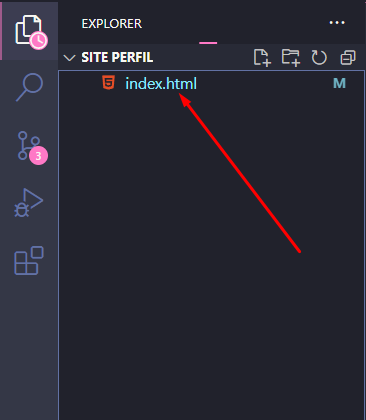 EXPLORER
SITE PERFIL
index.html M
3